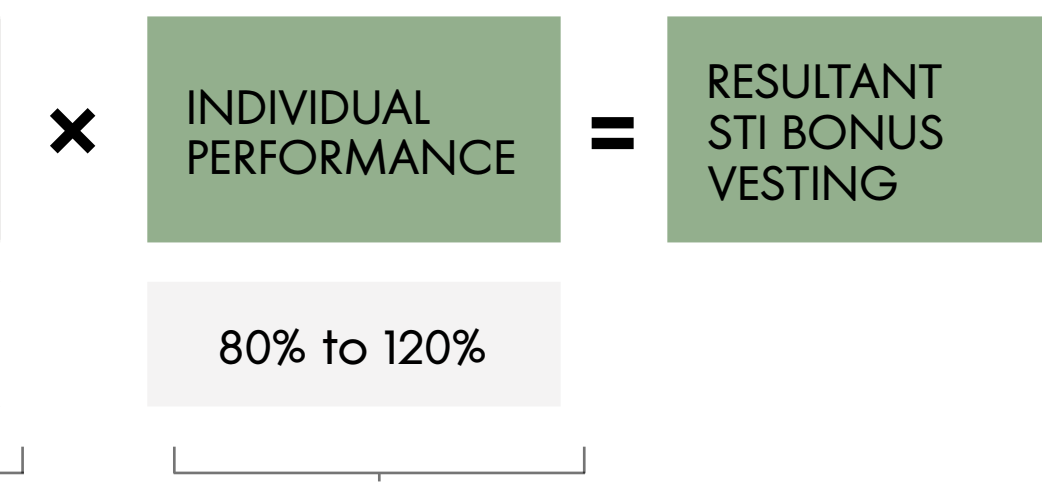 ×
INDIVIDUAL
PERFORMANCE
=
RESULTANT
STI BONUS
VESTING
80% to 120%